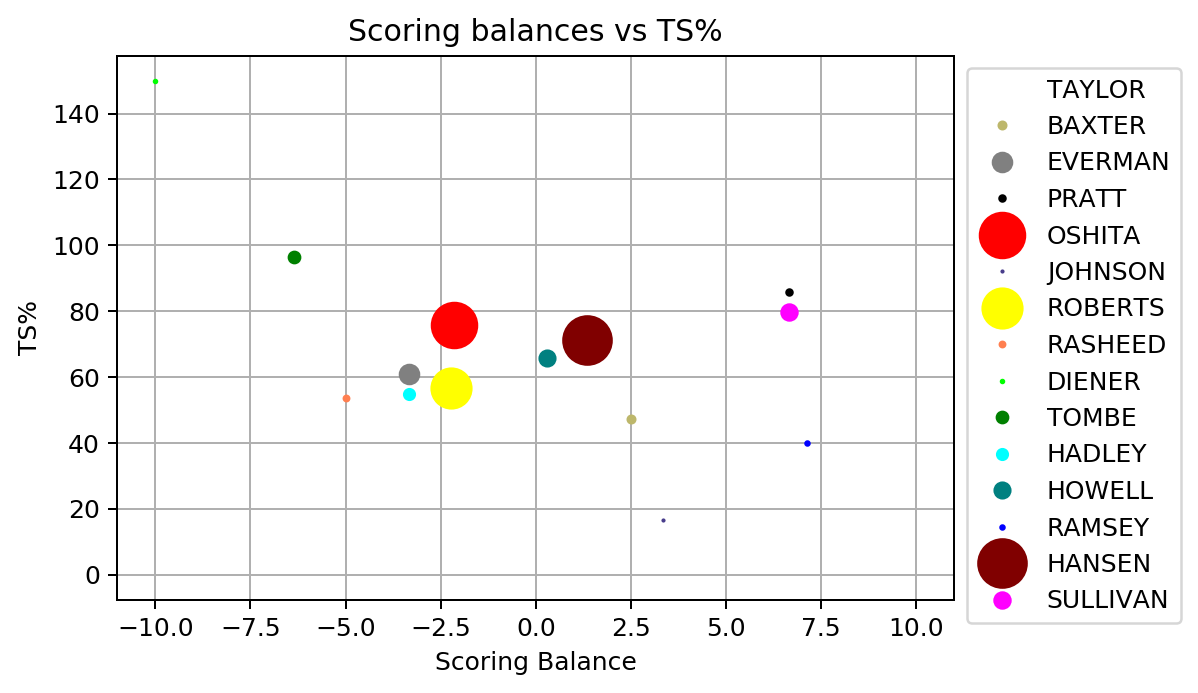 Scoring balances vs TS%
TS%
140
120
100
80
60
40
20
0
−10.0 −7.5 −5.0 −2.5 0.0 2.5 5.0 7.5 10.0
Scoring Balance
TAYLOR
BAXTER
EVERMAN
PRATT
OSHITA
JOHNSON
ROBERTS
RASHEED
DIENER
TOMBE
HADLEY
HOWELL
RAMSEY
HANSEN
SULLIVAN